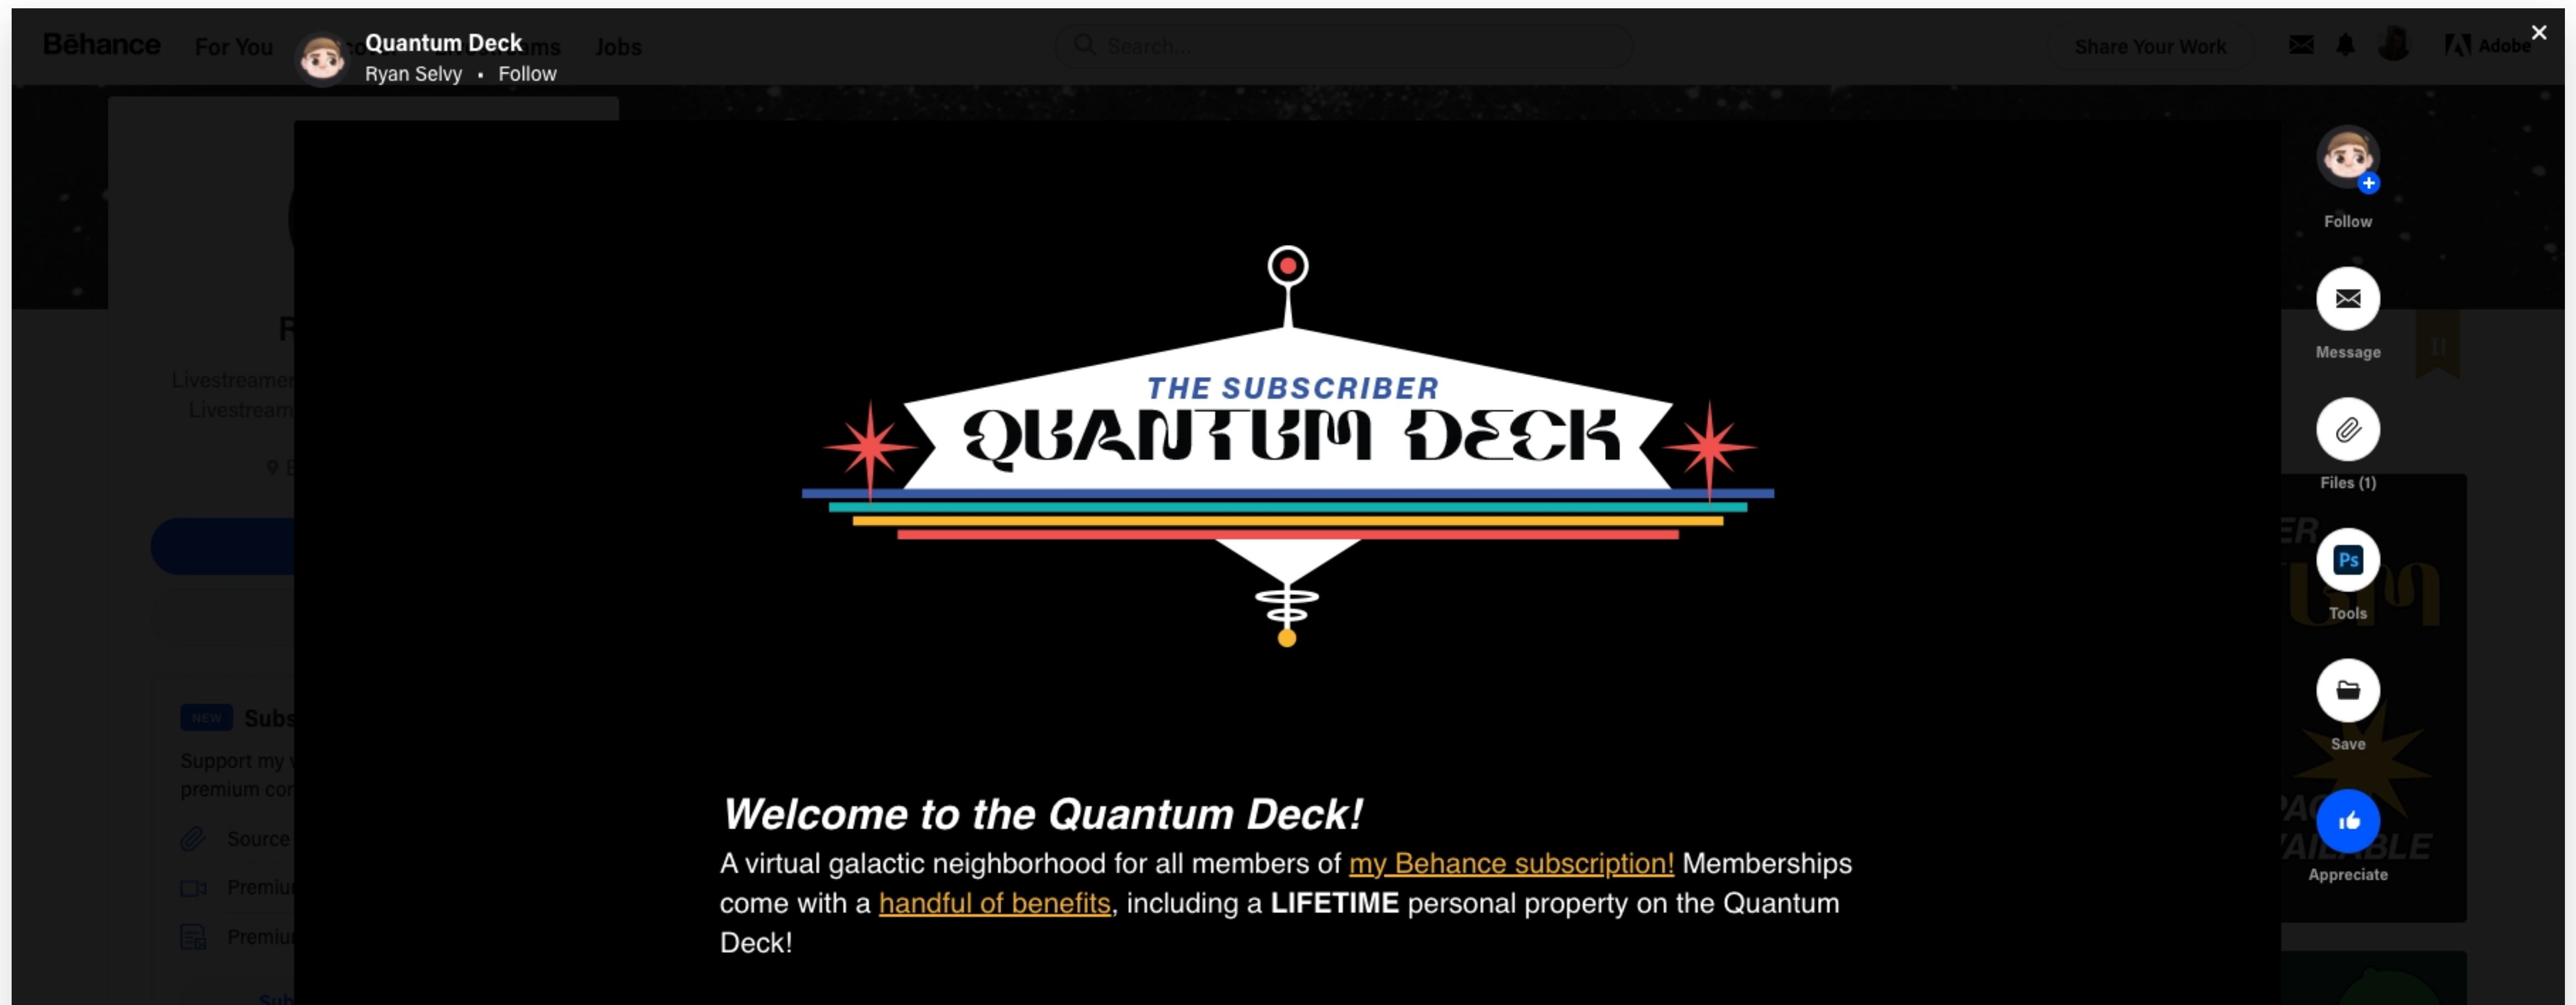 Bēhance
For You
Jobs
Search...
Share Your Work
Adobe
Quantum Deck
Ryan Selvy • Follow
THE SUBSCRIBER
QUANTUM DECK
Welcome to the Quantum Deck!
A virtual galactic neighborhood for all members of my Behance subscription! Memberships
come with a handful of benefits, including a LIFETIME personal property on the Quantum
Deck!
Follow
Message
Files (1)
Ps
Tools
Save
Appreciate
NEW
Support my
Source